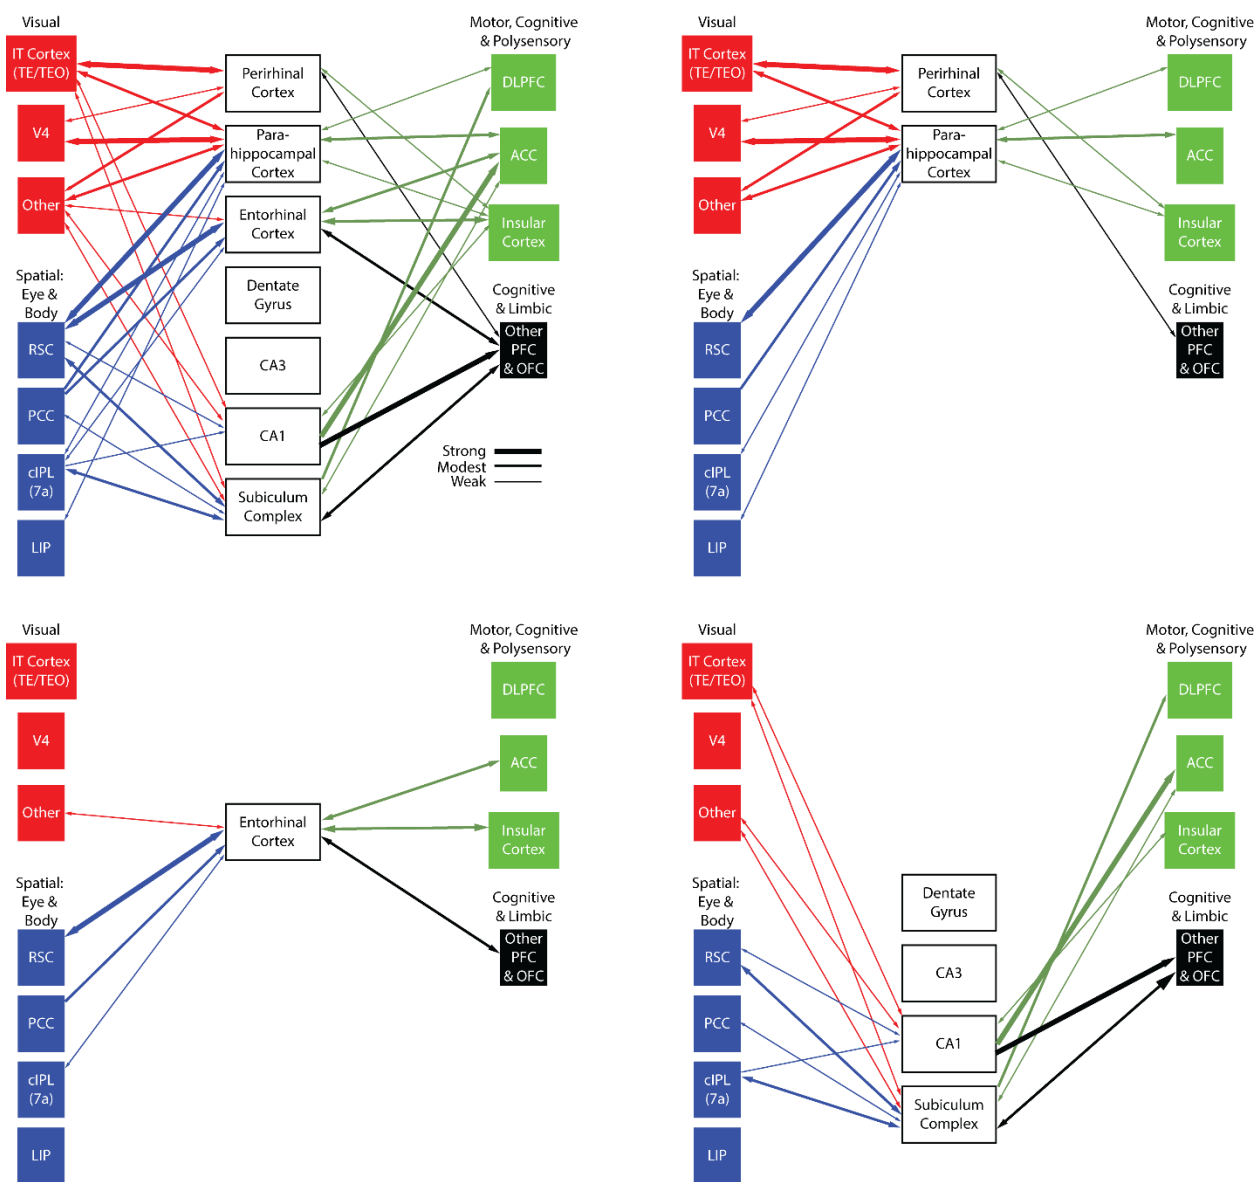 Visual
IT Cortex
(TE/TEO)
V4
Other
Spatial:
Eye &
Body
RSC
PCC
cIPL
(7a)
LIP
Perirhinal
Cortex
Para-
hippocampal
Cortex
Entorhinal
Cortex
Dentate
Gyrus
CA3
CA1
Subiculum
Complex
Motor, Cognitive
& Polysensory
DLPFC
ACC
Insular
Cortex
Cognitive
& Limbic
Other
PFC
& OFC
Strong
Modest
Weak
Visual
IT Cortex
(TE/TEO)
V4
Other
Spatial:
Eye &
Body
RSC
PCC
cIPL
(7a)
LIP
Perirhinal
Cortex
Para-
hippocampal
Cortex
Motor, Cognitive
& Polysensory
DLPFC
ACC
Insular
Cortex
Cognitive
& Limbic
Other
PFC
& OFC
Visual
IT Cortex
(TE/TEO)
V4
Other
Spatial:
Eye &
Body
RSC
PCC
cIPL
(7a)
LIP
Entorhinal
Cortex
Motor, Cognitive
& Polysensory
DLPFC
ACC
Insular
Cortex
Cognitive
& Limbic
Other
PFC
& OFC
Visual
IT Cortex
(TE/TEO)
V4
Other
Spatial:
Eye &
Body
RSC
PCC
cIPL
(7a)
LIP
Dentate
Gyrus
CA3
CA1
Subiculum
Complex
Motor, Cognitive
& Polysensory
DLPFC
ACC
Insular
Cortex
Cognitive
& Limbic
Other
PFC
& OFC